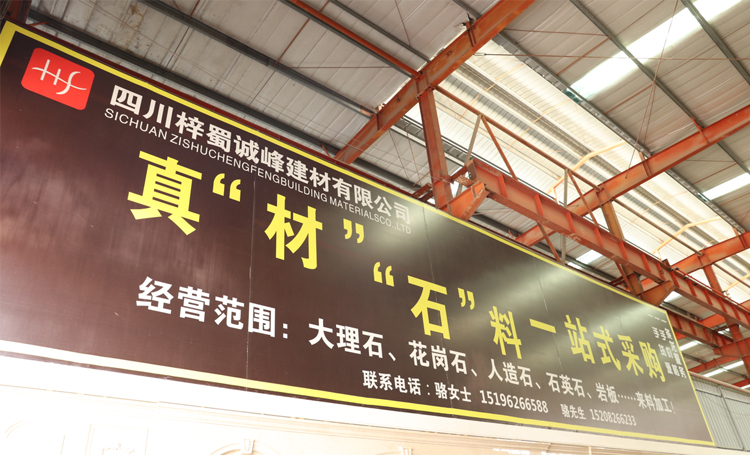 四川梓蜀诚峰建材有限公司
SICHUAN ZISHUCHENGFENGBUILDING MATERIALSCO.,LTD
真“材”“石”料一站式采购
经营范围：大理石、花岗石、人造石、石英石、岩板……来料加工
联系电话：骆女士 15196266588 骆先生 15208266233